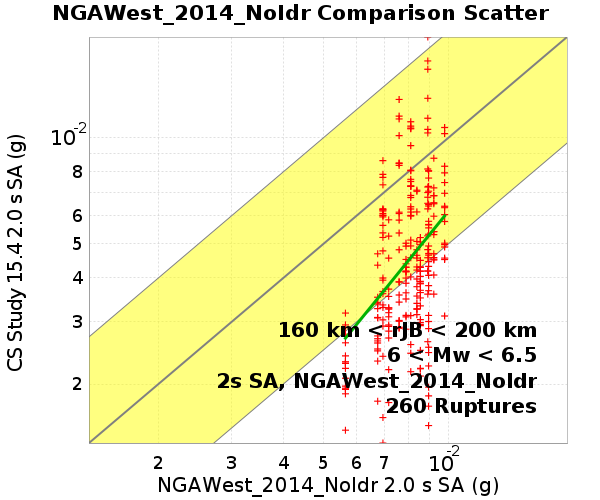 NGAWest_2014_NoIdr Comparison Scatter
CS Study 15.4 2.0 s SA (g)
10-2
8
6
5
4
3
2
160 km < rJB < 200 km
6 < Mw < 6.5
2s SA, NGAWest_2014_NoIdr
260 Ruptures
2 3 4 5 6 7 10-2
NGAWest_2014_NoIdr 2.0 s SA (g)